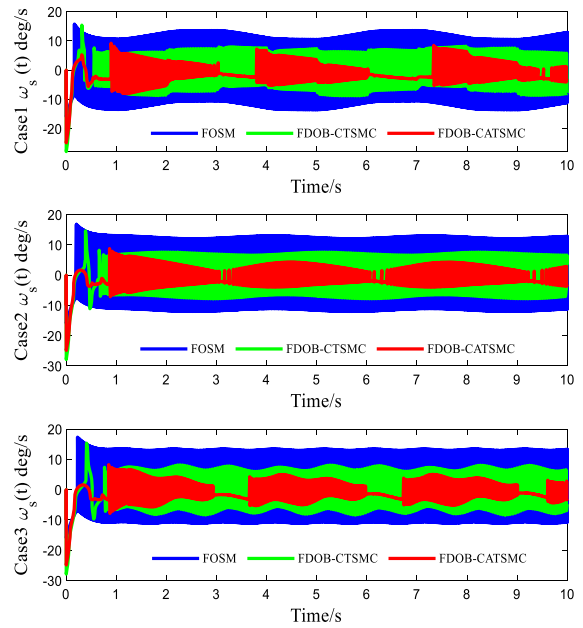 20
10
0
-10
-20
Case1 ω_s(t) deg/s
FOSM FDOB-CTSMC FDOB-CATSMC
0 1 2 3 4 5 6 7 8 9 10
Time/s
20
10
0
-10
-20
-30
Case2 ω_s(t) deg/s
FOSM FDOB-CTSMC FDOB-CATSMC
0 1 2 3 4 5 6 7 8 9 10
Time/s
20
10
0
-10
-20
-30
Case3 ω_s(t) deg/s
FOSM FDOB-CTSMC FDOB-CATSMC
0 1 2 3 4 5 6 7 8 9 10
Time/s